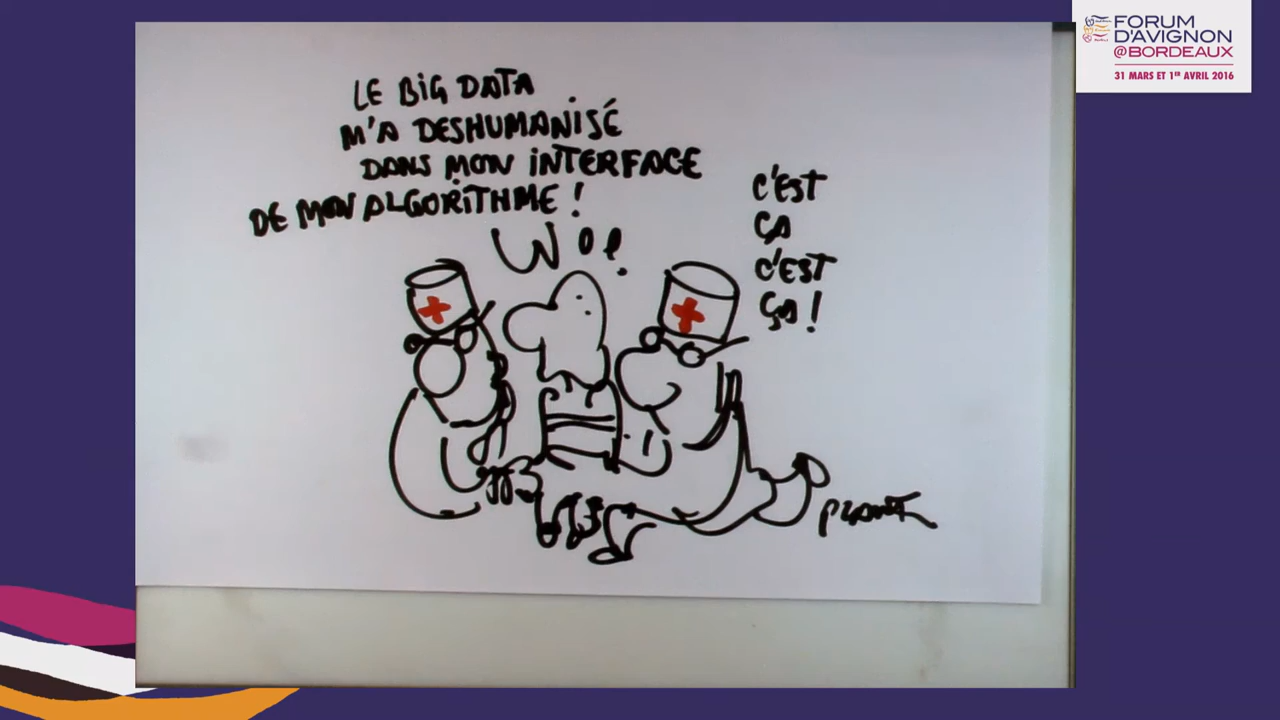 FORUM
D'AVIGNON
@BORDEAUX
31 MARS ET 1ER AVRIL 2016
LE BIG DATA
M'A DESHUMANISÉ
DANS MON INTERFACE
DE MON ALGORITHME !
C'EST
ÇA
C'EST
ÇA !
PLANTU